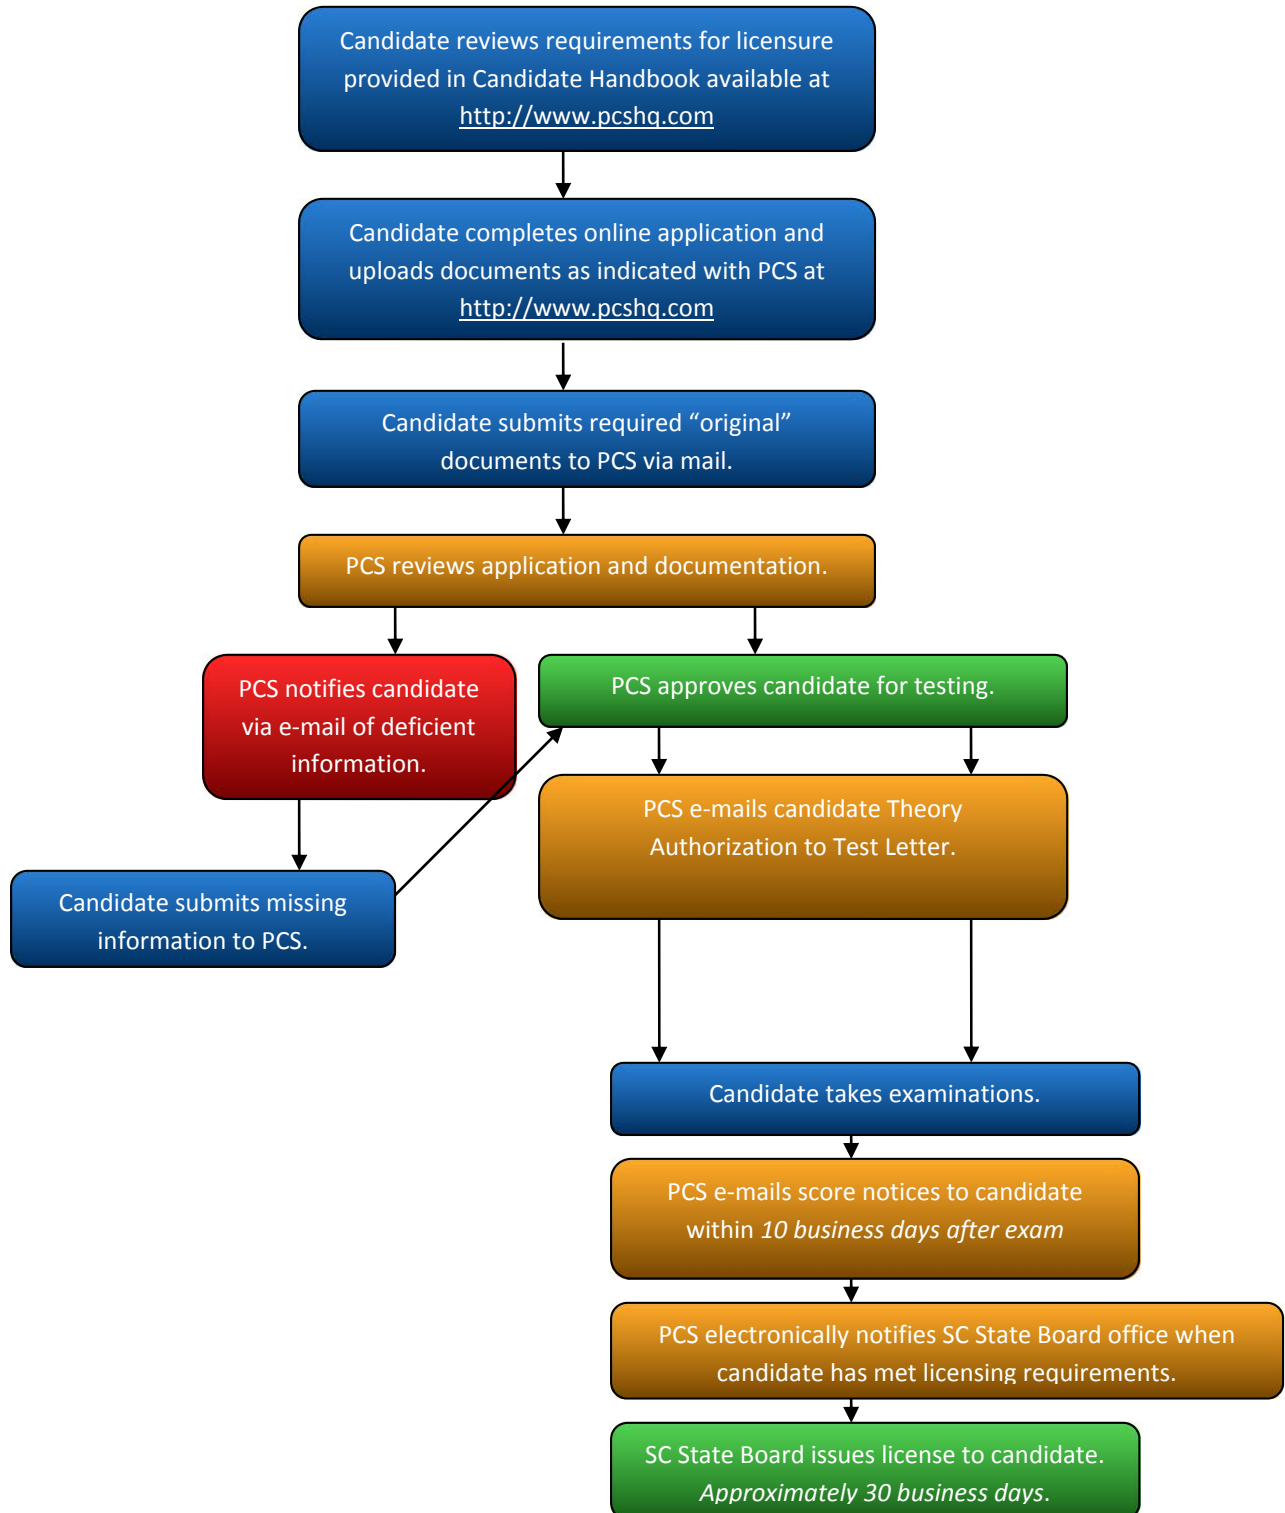 Candidate reviews requirements for licensure
provided in Candidate Handbook available at
http://www.pcshq.com
Candidate completes online application and
uploads documents as indicated with PCS at
http://www.pcshq.com
Candidate submits required “original”
documents to PCS via mail.
PCS reviews application and documentation.
PCS notifies candidate
via e-mail of deficient
information.
PCS approves candidate for testing.
PCS e-mails candidate Theory
Authorization to Test Letter.
Candidate submits missing
information to PCS.
Candidate takes examinations.
PCS e-mails score notices to candidate
within 10 business days after exam
PCS electronically notifies SC State Board office when
candidate has met licensing requirements.
SC State Board issues license to candidate.
Approximately 30 business days.